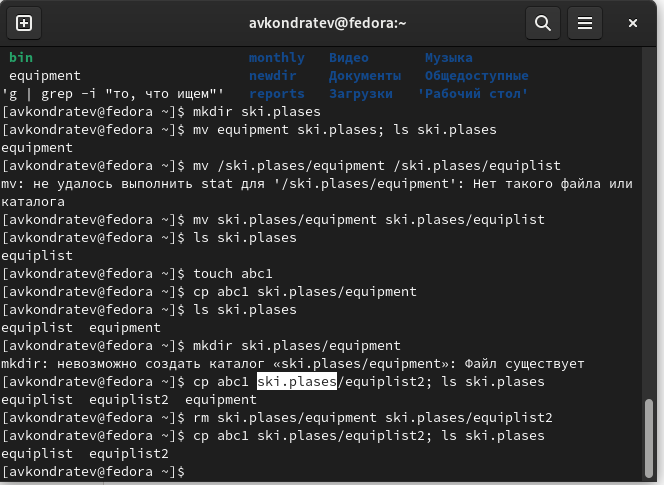 avkondratev@fedora:~
bin monthly Видео Музыка
equipment newdir Документы Общедоступные
'g | grep -i "то, что ищем"' reports Загрузки 'Рабочий стол'
[avkondratev@fedora ~]$ mkdir ski.plases
[avkondratev@fedora ~]$ mv equipment ski.plases; ls ski.plases
equipment
[avkondratev@fedora ~]$ mv /ski.plases/equipment /ski.plases/equiplist
mv: не удалось выполнить stat для '/ski.plases/equipment': Нет такого файла или
каталога
[avkondratev@fedora ~]$ mv ski.plases/equipment ski.plases/equiplist
[avkondratev@fedora ~]$ ls ski.plases
equiplist
[avkondratev@fedora ~]$ touch abc1
[avkondratev@fedora ~]$ cp abc1 ski.plases/equipment
[avkondratev@fedora ~]$ ls ski.plases
equiplist equipment
[avkondratev@fedora ~]$ mkdir ski.plases/equipment
mkdir: невозможно создать каталог «ski.plases/equipment»: Файл существует
[avkondratev@fedora ~]$ cp abc1 ski.plases/equiplist2; ls ski.plases
equiplist equiplist2 equipment
[avkondratev@fedora ~]$ rm ski.plases/equipment ski.plases/equiplist2
[avkondratev@fedora ~]$ cp abc1 ski.plases/equiplist2; ls ski.plases
equiplist equiplist2
[avkondratev@fedora ~]$